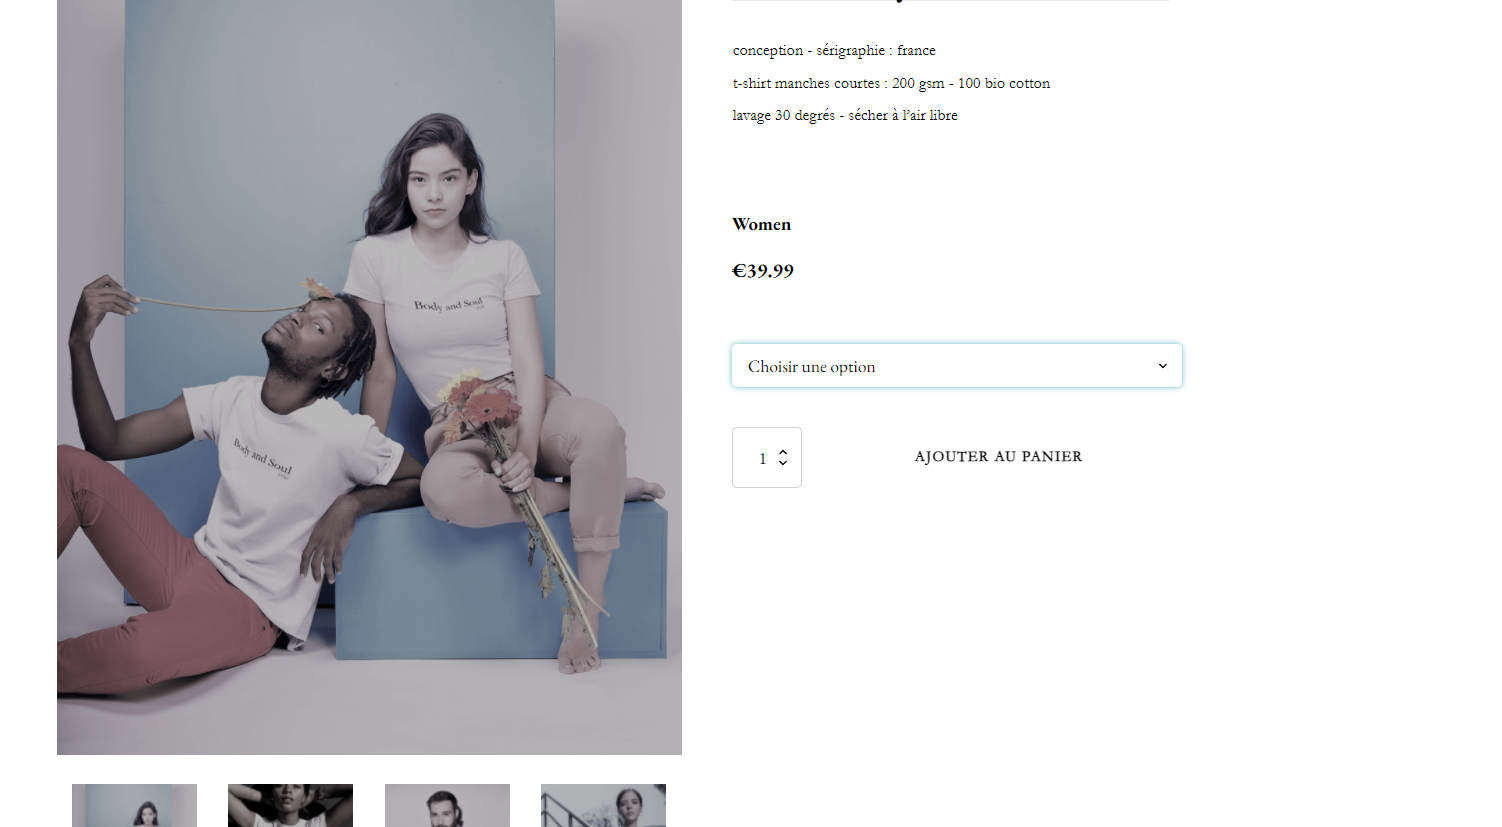 conception - sérigraphie : france
t-shirt manches courtes : 200 gsm - 100 bio cotton
lavage 30 degrés - sécher à l'air libre
Women
€39.99
Choisir une option
1
AJOUTER AU PANIER
Body and Soul
Body and Soul